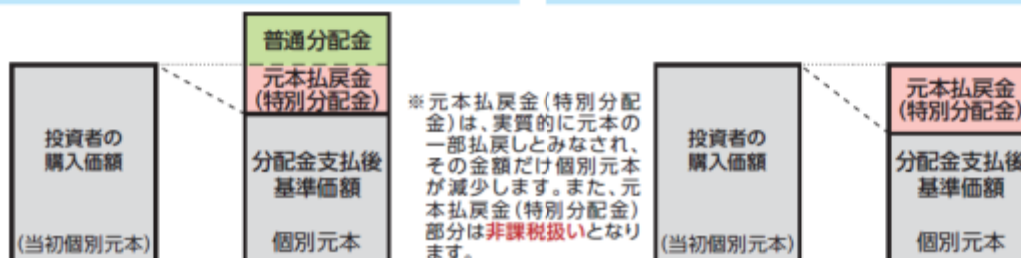 普通分配金
元本払戻金
(特別分配金)
投資者の
購入価額
分配金支払後
基準価額
(当初個別元本)
個別元本
※元本払戻金(特別分配
金)は、実質的に元本の
一部払戻しとみなされ、
その金額だけ個別元本
が減少します。また、元
本払戻金(特別分配金)
部分は非課税扱いとなり
ます。
元本払戻金
(特別分配金)
投資者の
購入価額
分配金支払後
基準価額
(当初個別元本)
個別元本